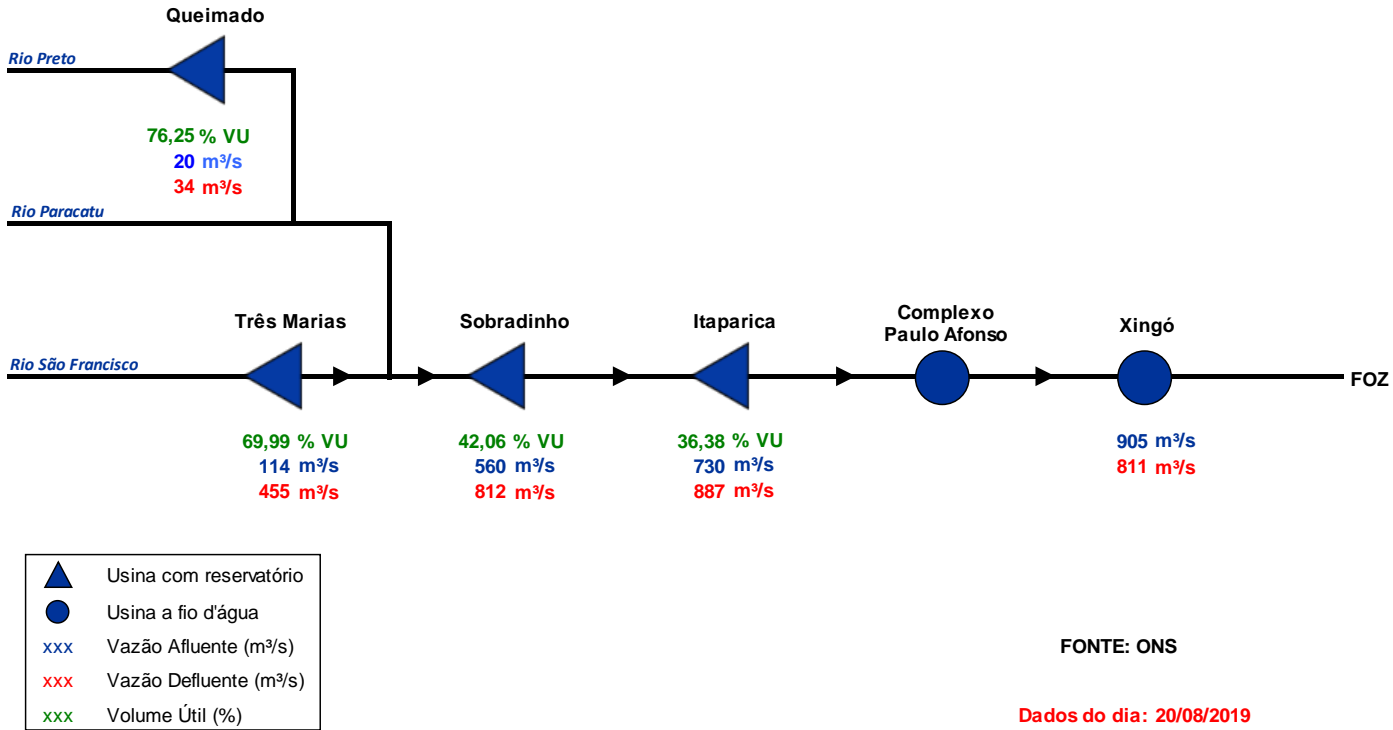 Queimado
Rio Preto
76,25 % VU
20 m³/s
34 m³/s
Rio Paracatu
Três Marias
Sobradinho
Itaparica
Complexo
Paulo Afonso
Xingó
Rio São Francisco
FOZ
69,99 % VU
114 m³/s
455 m³/s
42,06 % VU
560 m³/s
812 m³/s
36,38 % VU
730 m³/s
887 m³/s
905 m³/s
811 m³/s
Usina com reservatório
Usina a fio d'água
xxx Vazão Afluente (m³/s)
xxx Vazão Defluente (m³/s)
xxx Volume Útil (%)
FONTE: ONS
Dados do dia: 20/08/2019